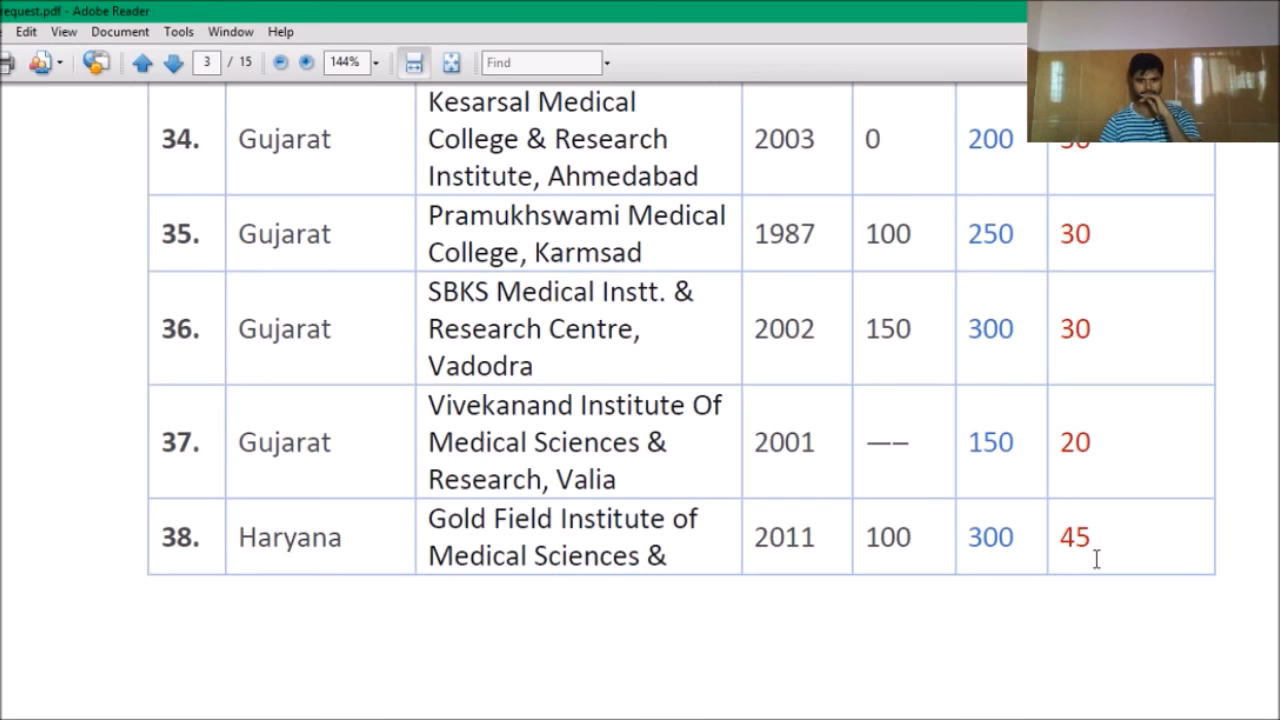 request.pdf - Adobe Reader
Edit View Document Tools Window Help
3 / 15 144% Find
Kesarsal Medical
34. Gujarat College & Research 2003 0 200
Institute, Ahmedabad
Pramukhswami Medical
35. Gujarat 1987 100 250 30
College, Karmsad
SBKS Medical Instt. &
36. Gujarat Research Centre, 2002 150 300 30
Vadodra
Vivekanand Institute Of
37. Gujarat Medical Sciences & 2001 —– 150 20
Research, Valia
Gold Field Institute of
38. Haryana 2011 100 300 45
Medical Sciences &